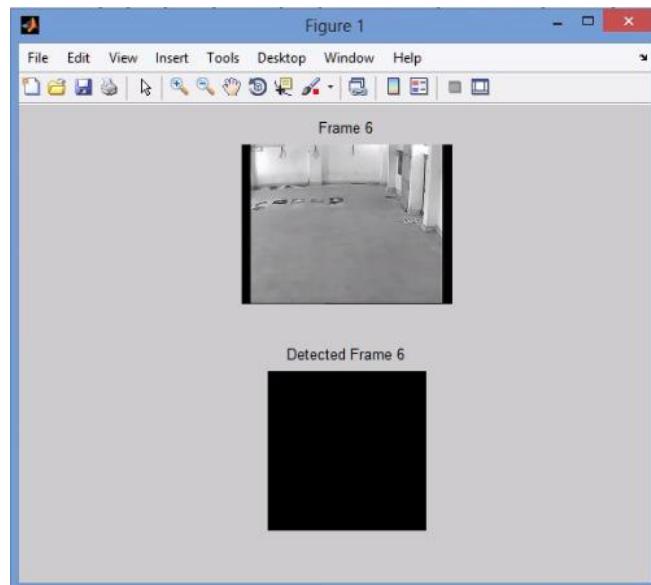 Figure 1
File Edit View Insert Tools Desktop Window Help
Frame 6
Detected Frame 6